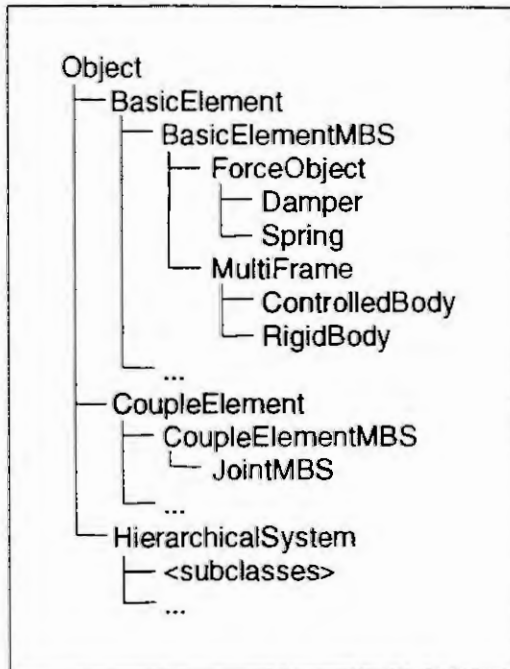 Object
BasicElement
BasicElementMBS
ForceObject
Damper
Spring
MultiFrame
ControlledBody
RigidBody
...
CoupleElement
CoupleElementMBS
JointMBS
...
HierarchicalSystem
<subclasses>
...